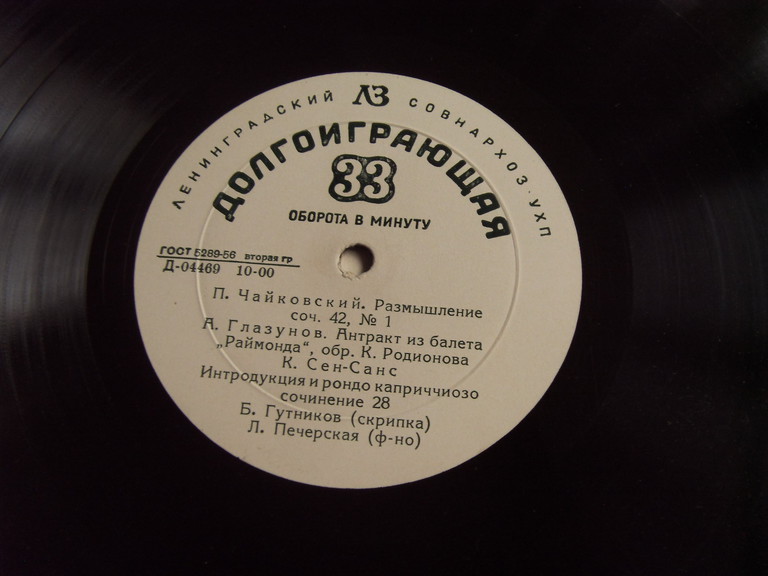 ЛЕНИНГРАДСКИЙ ЛЗ СОВНАРХОЗ·УХП
ДОЛГОИГРАЮЩАЯ
33
ОБОРОТА В МИНУТУ
ГОСТ 5289-56 вторая гр
Д-04469 10-00
П. Чайковский. Размышление
соч. 42, № 1
А. Глазунов. Антракт из балета
„Раймонда“, обр. К. Родионова
К. Сен-Санс
Интродукция и рондо каприччиозо
сочинение 28
Б. Гутников (скрипка)
Л. Печерская (ф-но)